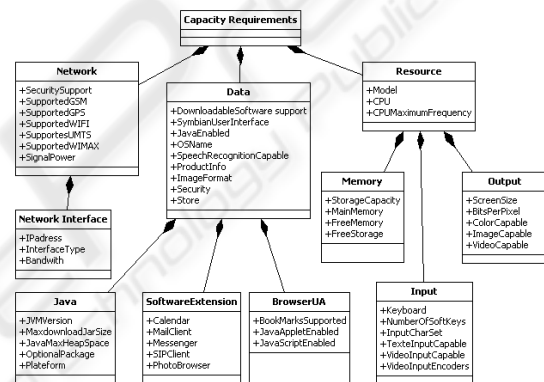 Capacity Requirements
Network
+SecuritySupport
+SupportedGSM
+SupportedGPS
+SupportedWIFI
+SupportesUMTS
+SupportedWIMAX
+SignalPower
Data
+DownloadableSoftware support
+SymbianUserInterface
+JavaEnabled
+OSName
+SpeechRecognitionCapable
+ProductInfo
+ImageFormat
+Security
+Store
Resource
+Model
+CPU
+CPUMaximumFrequency
Memory
+StorageCapacity
+MainMemory
+FreeMemory
+FreeStorage
Output
+ScreenSize
+BitsPerPixel
+ColorCapable
+ImageCapable
+VideoCapable
Network Interface
+IPadress
+InterfaceType
+Bandwith
Java
+JVMVersion
+MaxdownloadJarSize
+JavaMaxHeapSpace
+OptionalPackage
+Plateform
SoftwareExtension
+Calendar
+MailClient
+Messenger
+SIPClient
+PhotoBrowser
BrowserUA
+BookMarksSupported
+JavaAppletEnabled
+JavaScriptEnabled
Input
+Keyboard
+NumberOfSoftKeys
+InputCharSet
+TexteInputCapable
+VideoInputCapable
+VideoInputEncoders